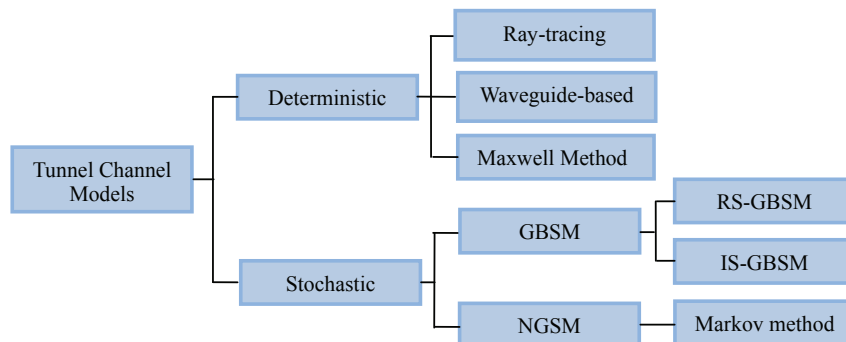 Tunnel Channel
Models
Deterministic
Ray-tracing
Waveguide-based
Maxwell Method
Stochastic
GBSM
RS-GBSM
IS-GBSM
NGSM
Markov method